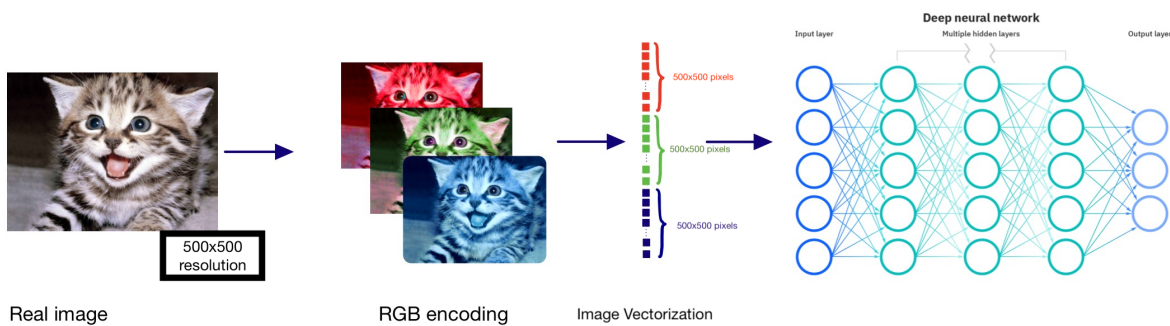 Deep neural network
Input layer
Multiple hidden layers
Output layer
500x500 pixels
500x500 pixels
500x500 pixels
500x500
resolution
Real image
RGB encoding
Image Vectorization